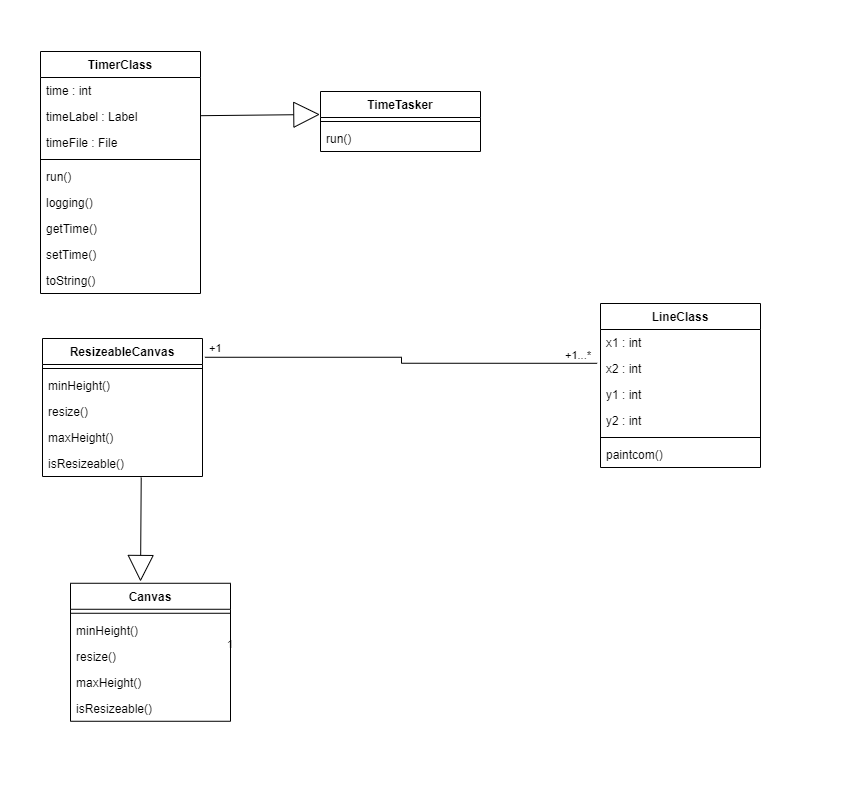 TimerClass
time : int
timeLabel : Label
timeFile : File
run()
logging()
getTime()
setTime()
toString()
TimeTasker
run()
ResizeableCanvas
minHeight()
resize()
maxHeight()
isResizeable()
+1
+1...*
LineClass
x1 : int
x2 : int
y1 : int
y2 : int
paintcom()
Canvas
minHeight()
1
resize()
maxHeight()
isResizeable()